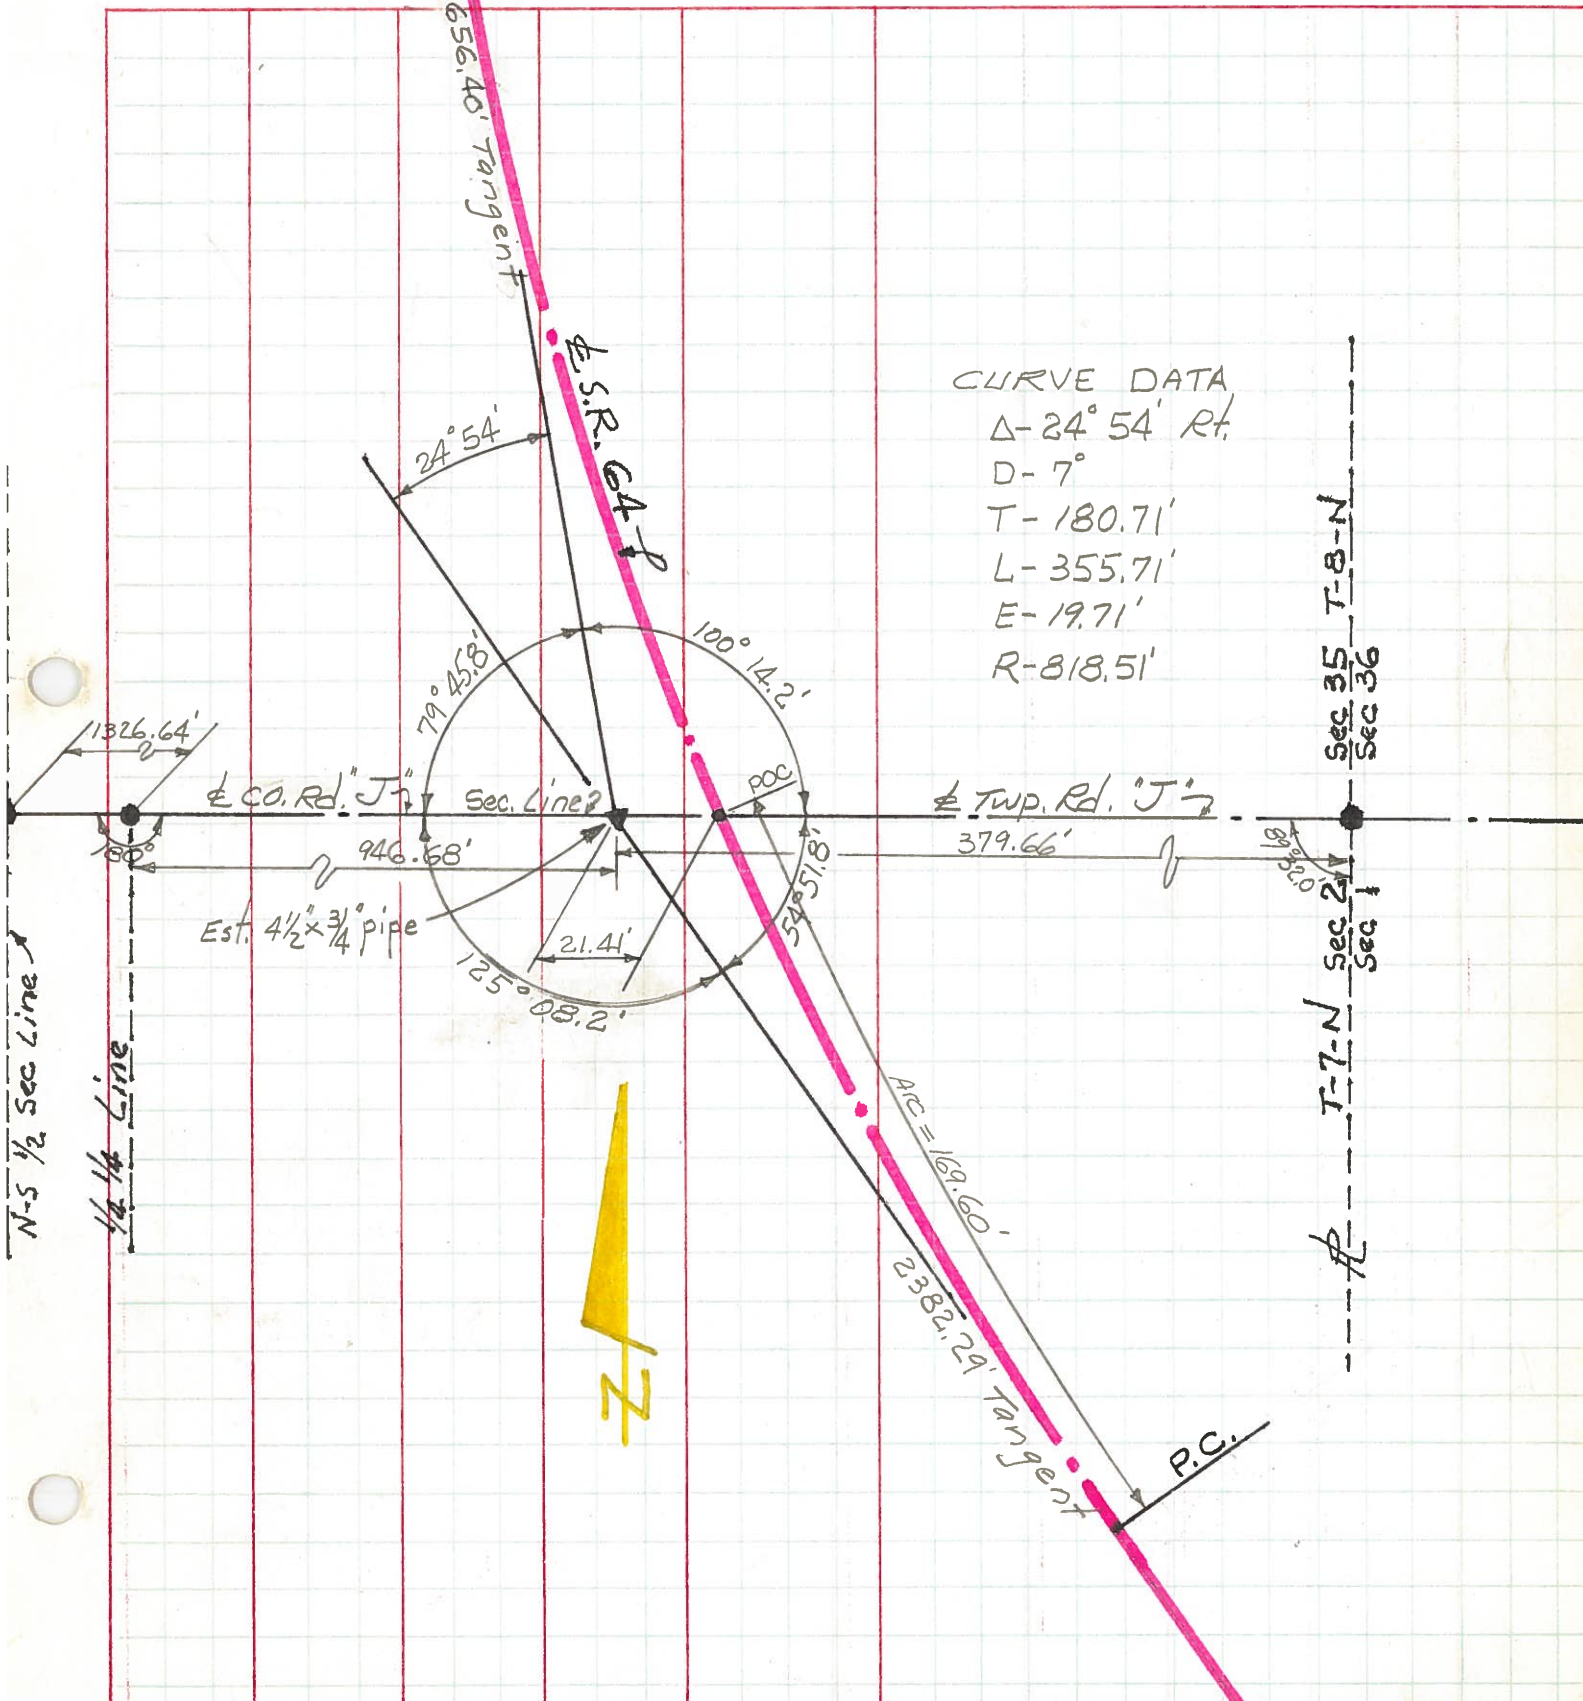 656.40' Tangent
℄ S.R. 64
24° 54'
CURVE DATA
Δ- 24° 54' Rt.
D- 7°
T- 180.71'
L- 355.71'
E- 19.71'
R- 818.51'
79° 45.8'
100° 14.2'
1326.64'
℄ CO. Rd. "J"
Sec. Line
POC
℄ Twp. Rd. "J"
180°
946.68'
379.66'
89° 32.0'
Est. 4½" x ¾" pipe
21.41'
54° 51.8'
125° 08.2'
T-8-N
Sec 35
Sec 36
Sec 2
Sec 1
T-7-N
N-S ½ Sec Line
¼ ¼ Line
Arc = 169.60'
2382.29' Tangent
P.C.
N